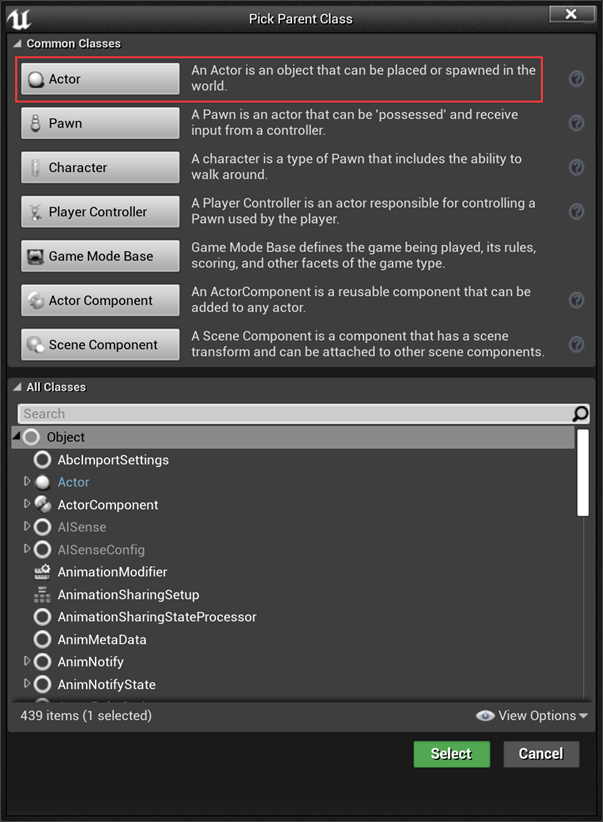 Pick Parent Class
Common Classes
Actor
An Actor is an object that can be placed or spawned in the
world.
Pawn
A Pawn is an actor that can be 'possessed' and receive
input from a controller.
Character
A character is a type of Pawn that includes the ability to
walk around.
Player Controller
A Player Controller is an actor responsible for controlling a
Pawn used by the player.
Game Mode Base
Game Mode Base defines the game being played, its rules,
scoring, and other facets of the game type.
Actor Component
An ActorComponent is a reusable component that can be
added to any actor.
Scene Component
A Scene Component is a component that has a scene
transform and can be attached to other scene components.
All Classes
Search
Object
AbcImportSettings
Actor
ActorComponent
AISense
AISenseConfig
AnimationModifier
AnimationSharingSetup
AnimationSharingStateProcessor
AnimMetaData
AnimNotify
AnimNotifyState
439 items (1 selected)
View Options
Select
Cancel